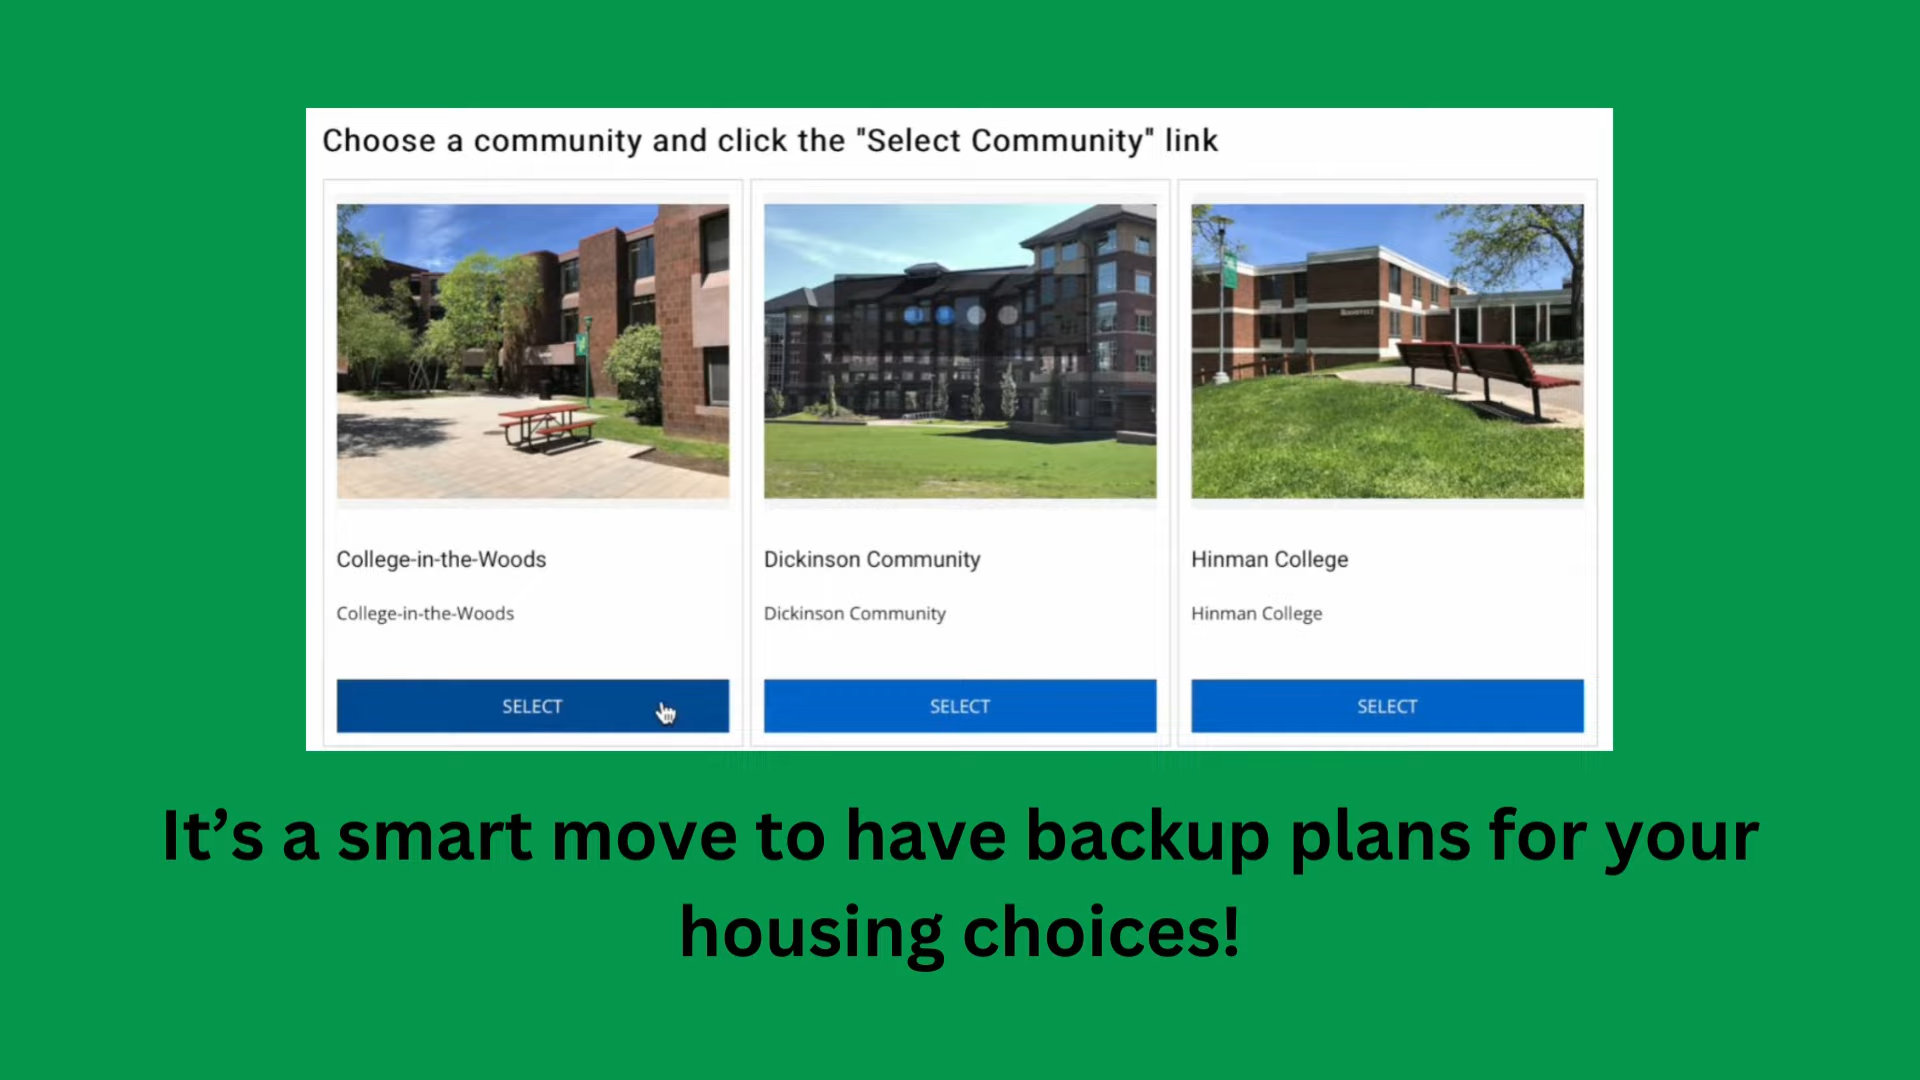 Choose a community and click the "Select Community" link
College-in-the-Woods
Dickinson Community
Hinman College
College-in-the-Woods
Dickinson Community
Hinman College
SELECT
SELECT
SELECT
It's a smart move to have backup plans for your
housing choices!